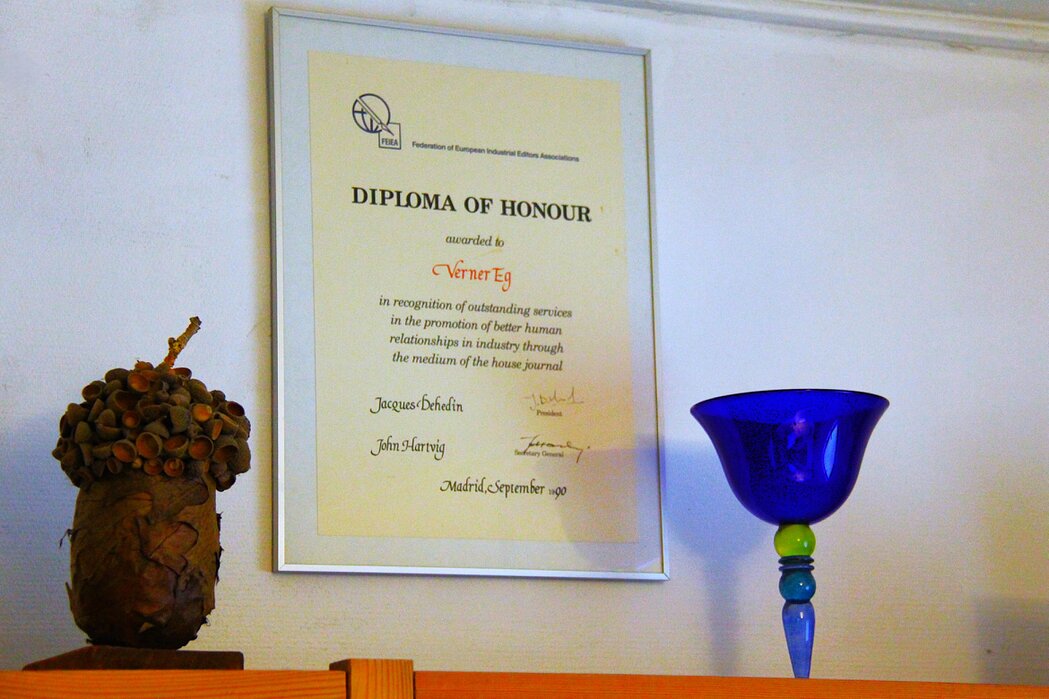 FEIEA
Federation of European Industrial Editors Associations
DIPLOMA OF HONOUR
awarded to
Verner Eg
in recognition of outstanding services
in the promotion of better human
relationships in industry through
the medium of the house journal
Jacques Dehedin
President
John Hartvig
Secretary General
Madrid, September 1990